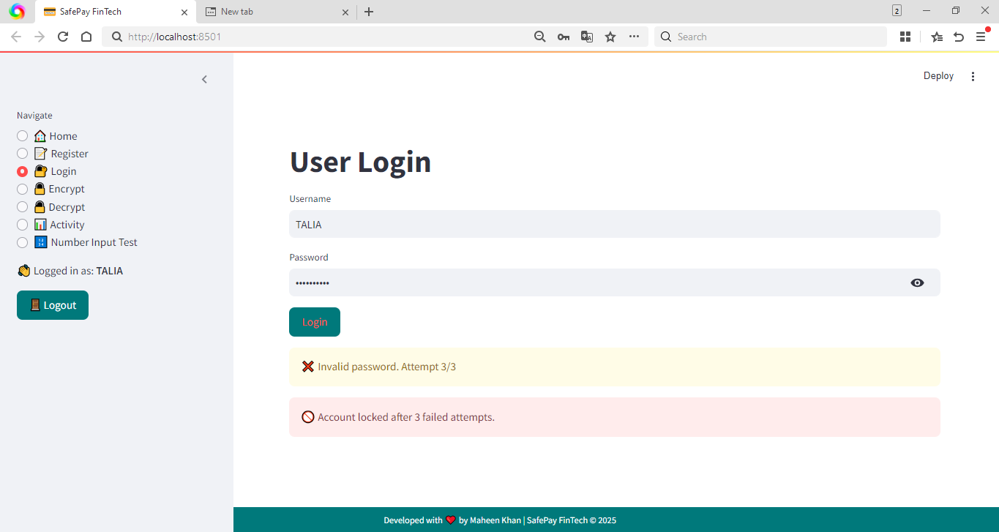 SafePay FinTech
New tab
2
http://localhost:8501
Search
Deploy
Navigate
Home
Register
Login
Encrypt
Decrypt
Activity
Number Input Test
Logged in as: TALIA
Logout
User Login
Username
TALIA
Password
••••••••••
Login
❌ Invalid password. Attempt 3/3
🚫 Account locked after 3 failed attempts.
Developed with ❤️ by Maheen Khan | SafePay FinTech © 2025